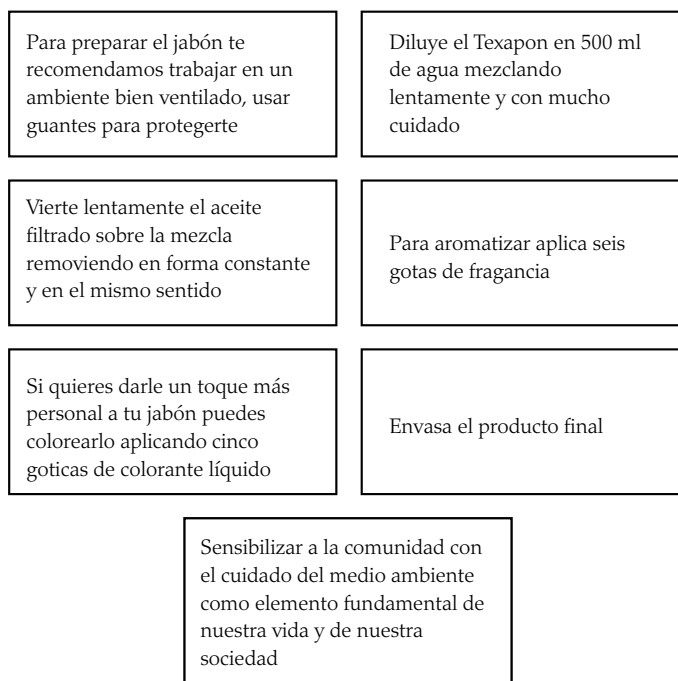 Para preparar el jabón te
recomendamos trabajar en un
ambiente bien ventilado, usar
guantes para protegerte
Diluye el Texapon en 500 ml
de agua mezclando
lentamente y con mucho
cuidado
Vierte lentamente el aceite
filtrado sobre la mezcla
removiendo en forma constante
y en el mismo sentido
Para aromatizar aplica seis
gotas de fragancia
Si quieres darle un toque más
personal a tu jabón puedes
colorearlo aplicando cinco
goticas de colorante líquido
Envasa el producto final
Sensibilizar a la comunidad con
el cuidado del medio ambiente
como elemento fundamental de
nuestra vida y de nuestra
sociedad